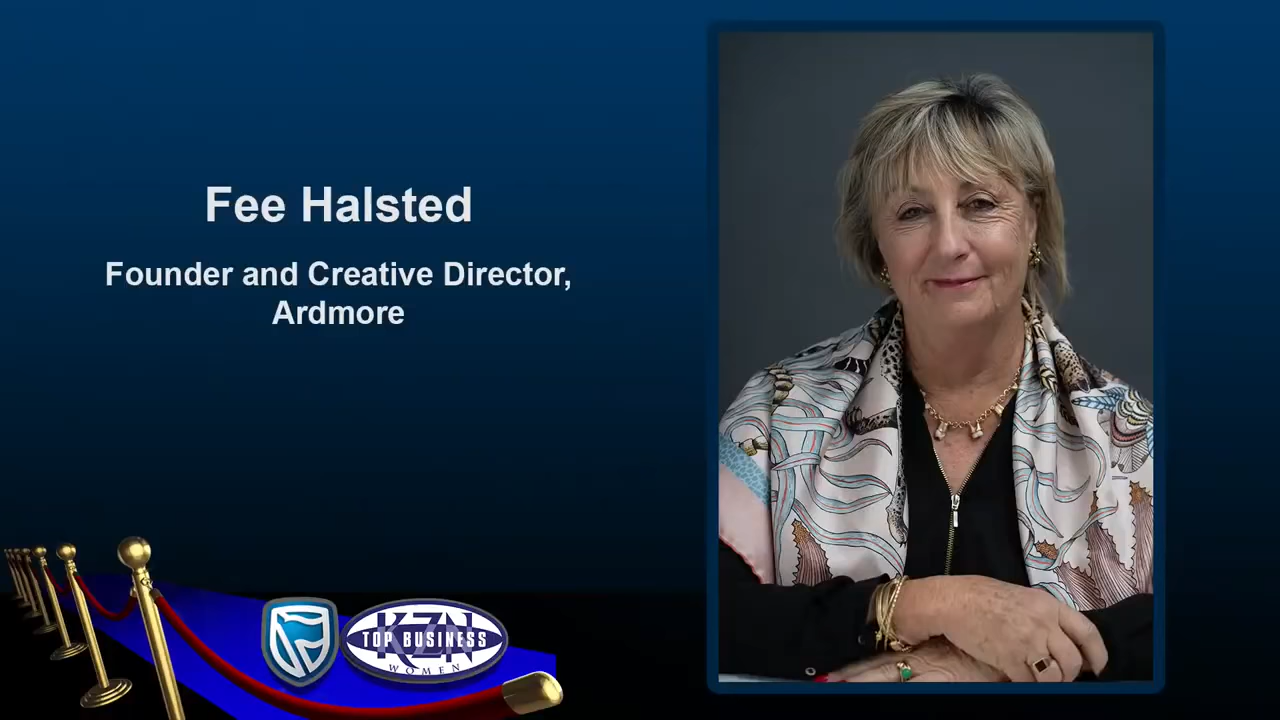 Fee Halsted
Founder and Creative Director,
Ardmore
KZN
TOP BUSINESS
WOMEN